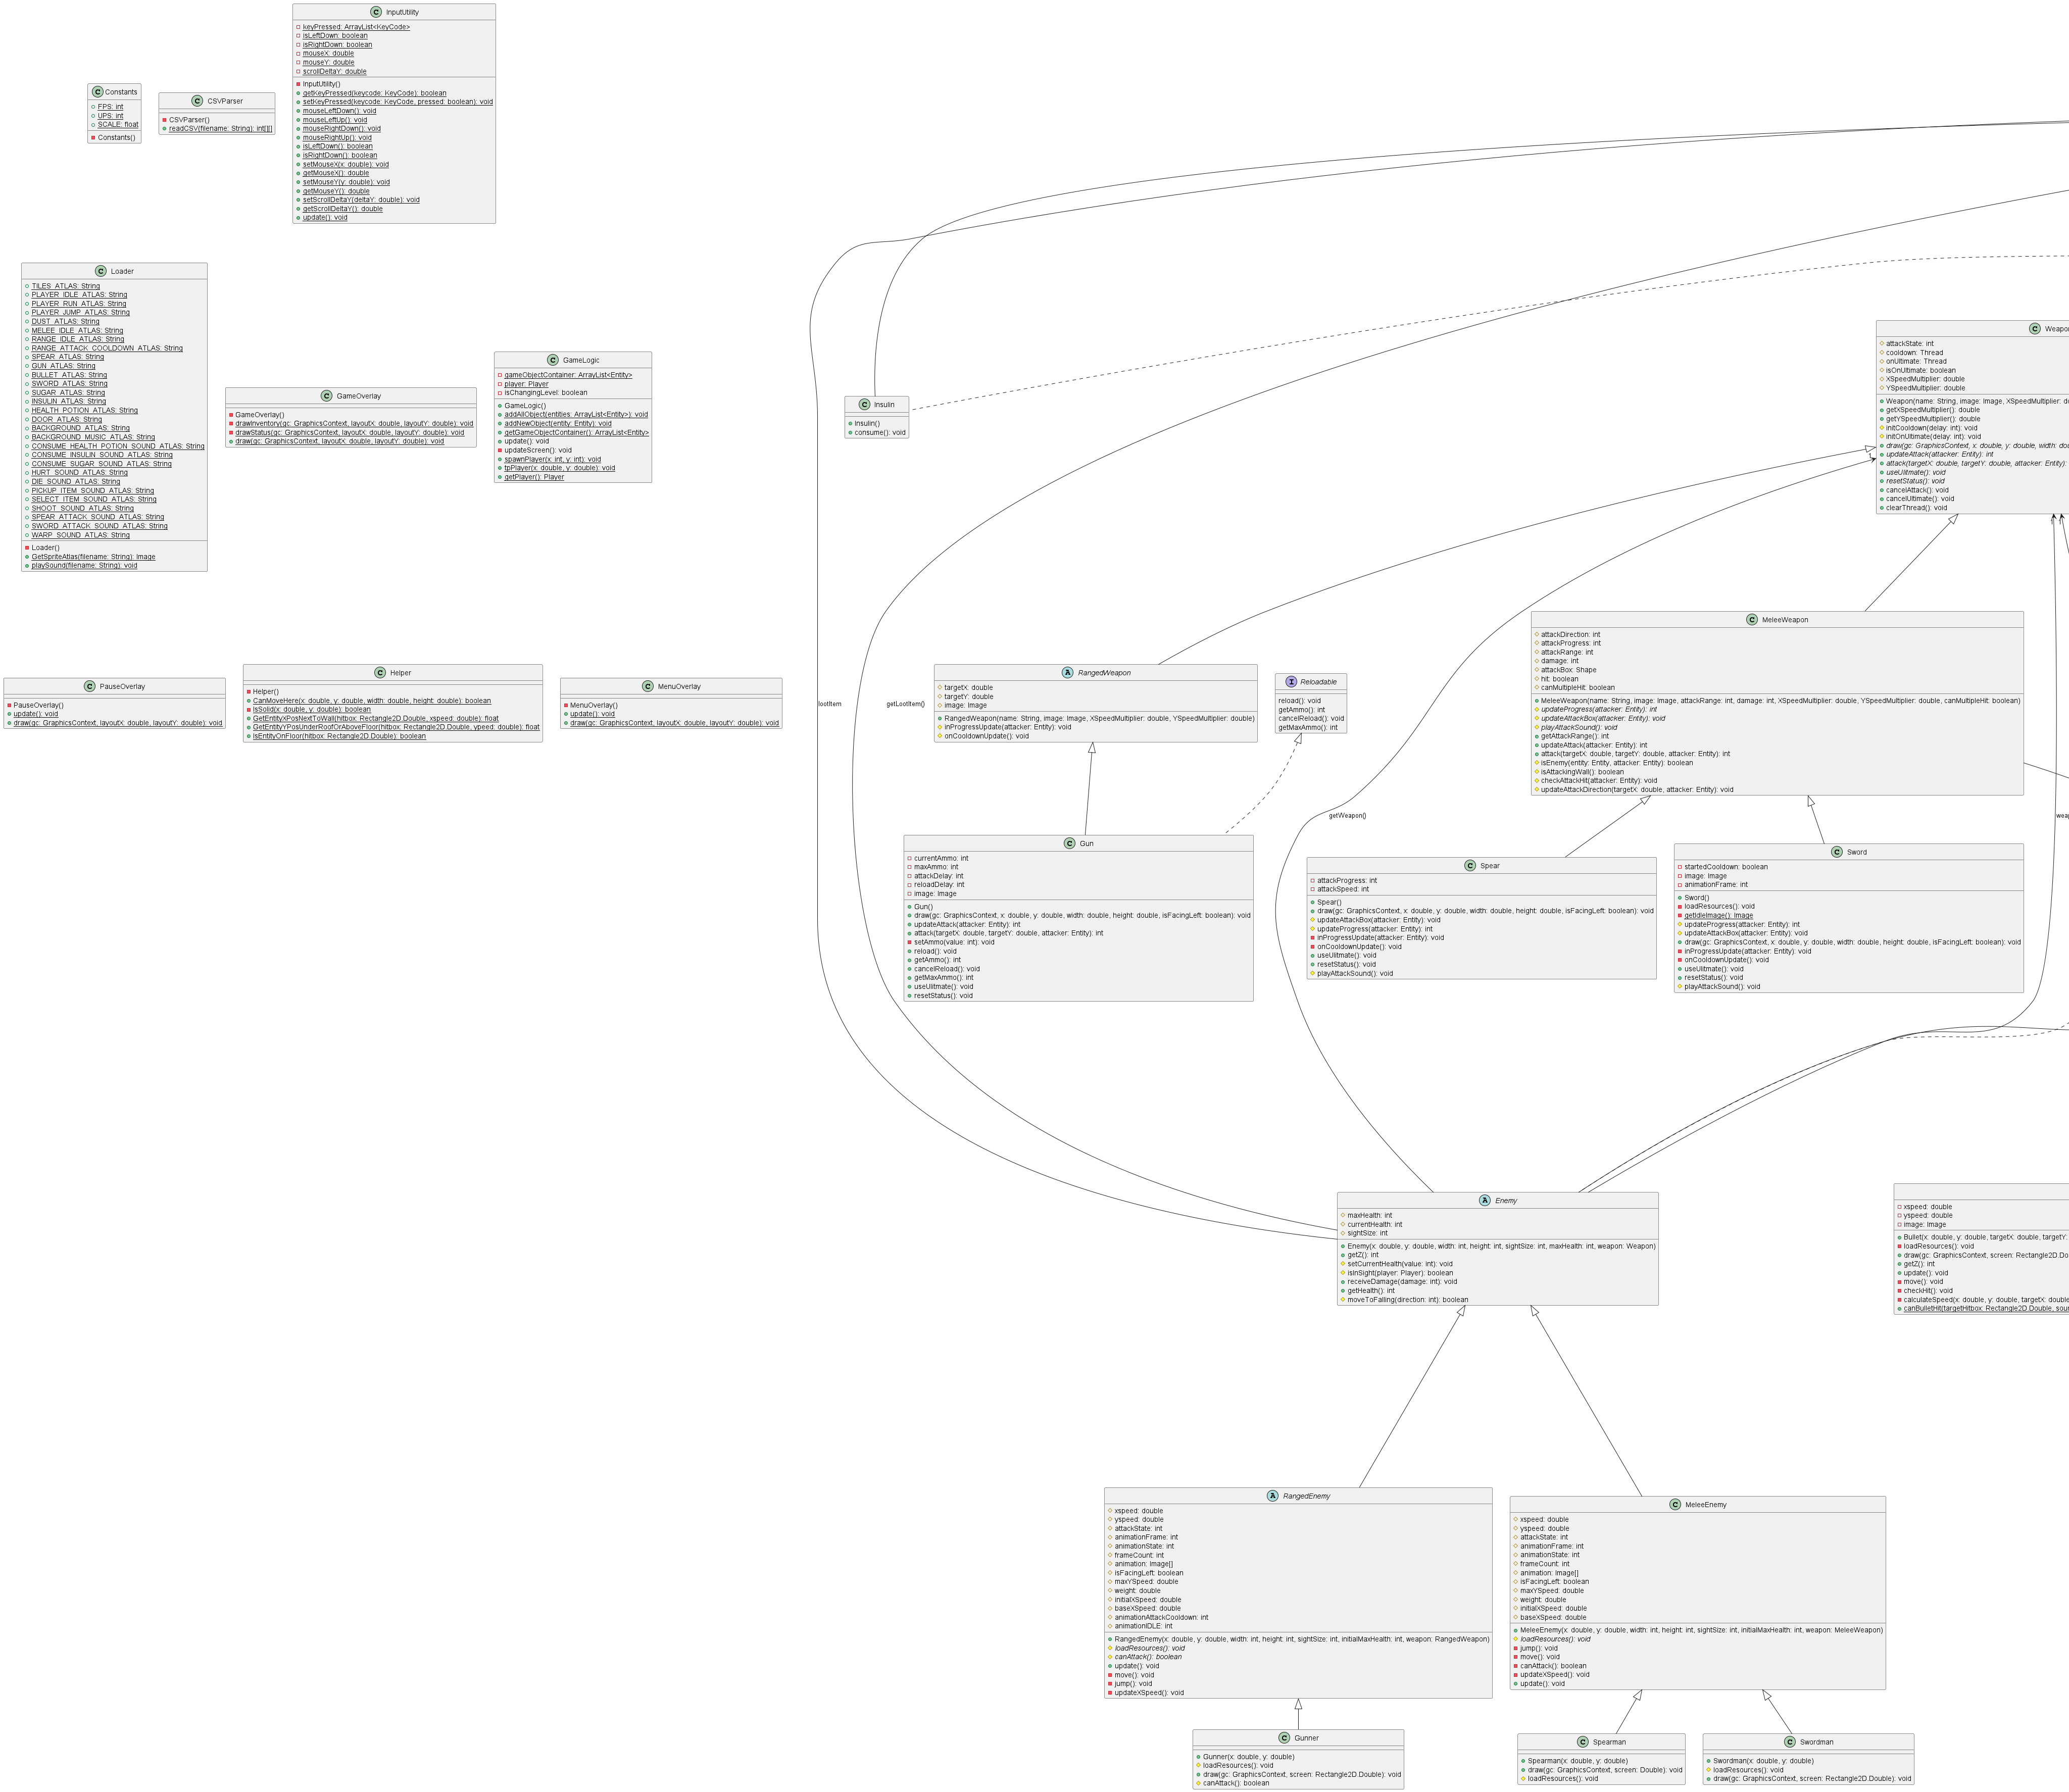 C Constants
FPS: int
UPS: int
SCALE: float
Constants()
C CSVParser
CSVParser()
readCSV(filename: String): int[][]
C InputUtility
keyPressed: ArrayList<KeyCode>
isLeftDown: boolean
isRightDown: boolean
mouseX: double
mouseY: double
scrollDeltaY: double
InputUtility()
getKeyPressed(keycode: KeyCode): boolean
setKeyPressed(keycode: KeyCode, pressed: boolean): void
mouseLeftDown(): void
mouseLeftUp(): void
mouseRightDown(): void
mouseRightUp(): void
isLeftDown(): boolean
isRightDown(): boolean
setMouseX(x: double): void
getMouseX(): double
setMouseY(y: double): void
getMouseY(): double
setScrollDeltaY(deltaY: double): void
getScrollDeltaY(): double
update(): void
C Loader
TILES_ATLAS: String
PLAYER_IDLE_ATLAS: String
PLAYER_RUN_ATLAS: String
PLAYER_JUMP_ATLAS: String
DUST_ATLAS: String
MELEE_IDLE_ATLAS: String
RANGE_IDLE_ATLAS: String
RANGE_ATTACK_COOLDOWN_ATLAS: String
SPEAR_ATLAS: String
GUN_ATLAS: String
BULLET_ATLAS: String
SWORD_ATLAS: String
SUGAR_ATLAS: String
INSULIN_ATLAS: String
HEALTH_POTION_ATLAS: String
DOOR_ATLAS: String
BACKGROUND_ATLAS: String
BACKGROUND_MUSIC_ATLAS: String
CONSUME_HEALTH_POTION_SOUND_ATLAS: String
CONSUME_INSULIN_SOUND_ATLAS: String
CONSUME_SUGAR_SOUND_ATLAS: String
HURT_SOUND_ATLAS: String
DIE_SOUND_ATLAS: String
PICKUP_ITEM_SOUND_ATLAS: String
SELECT_ITEM_SOUND_ATLAS: String
SHOOT_SOUND_ATLAS: String
SPEAR_ATTACK_SOUND_ATLAS: String
SWORD_ATTACK_SOUND_ATLAS: String
WARP_SOUND_ATLAS: String
Loader()
GetSpriteAtlas(filename: String): Image
playSound(filename: String): void
C GameOverlay
GameOverlay()
drawInventory(gc: GraphicsContext, layoutX: double, layoutY: double): void
drawStatus(gc: GraphicsContext, layoutX: double, layoutY: double): void
draw(gc: GraphicsContext, layoutX: double, layoutY: double): void
C GameLogic
gameObjectContainer: ArrayList<Entity>
player: Player
isChangingLevel: boolean
GameLogic()
addAllObject(entities: ArrayList<Entity>): void
addNewObject(entity: Entity): void
getGameObjectContainer(): ArrayList<Entity>
update(): void
updateScreen(): void
spawnPlayer(x: int, y: int): void
tpPlayer(x: double, y: double): void
getPlayer(): Player
C Insulin
Insulin()
consume(): void
C Weapon
attackState: int
cooldown: Thread
onUltimate: Thread
isOnUltimate: boolean
XSpeedMultiplier: double
YSpeedMultiplier: double
Weapon(name: String, image: Image, XSpeedMultiplier: do
getXSpeedMultiplier(): double
getYSpeedMultiplier(): double
initCooldown(delay: int): void
initOnUltimate(delay: int): void
draw(gc: GraphicsContext, x: double, y: double, width: dou
updateAttack(attacker: Entity): int
attack(targetX: double, targetY: double, attacker: Entity):
useUlitmate(): void
resetStatus(): void
cancelAttack(): void
cancelUltimate(): void
clearThread(): void
1
1
1
C PauseOverlay
PauseOverlay()
update(): void
draw(gc: GraphicsContext, layoutX: double, layoutY: double): void
C Helper
Helper()
CanMoveHere(x: double, y: double, width: double, height: double): boolean
IsSolid(x: double, y: double): boolean
GetEntityXPosNextToWall(hitbox: Rectangle2D.Double, xspeed: double): float
GetEntityYPosUnderRoofOrAboveFloor(hitbox: Rectangle2D.Double, ypeed: double): float
IsEntityOnFloor(hitbox: Rectangle2D.Double): boolean
C MenuOverlay
MenuOverlay()
update(): void
draw(gc: GraphicsContext, layoutX: double, layoutY: double): void
lootItem
getLootItem()
A RangedWeapon
targetX: double
targetY: double
image: Image
RangedWeapon(name: String, image: Image, XSpeedMultiplier: double, YSpeedMultiplier: double)
inProgressUpdate(attacker: Entity): void
onCooldownUpdate(): void
I Reloadable
reload(): void
getAmmo(): int
cancelReload(): void
getMaxAmmo(): int
C MeleeWeapon
attackDirection: int
attackProgress: int
attackRange: int
damage: int
attackBox: Shape
hit: boolean
canMultipleHit: boolean
MeleeWeapon(name: String, image: Image, attackRange: int, damage: int, XSpeedMultiplier: double, YSpeedMultiplier: double, canMultipleHit: boolean)
updateProgress(attacker: Entity): int
updateAttackBox(attacker: Entity): void
playAttackSound(): void
getAttackRange(): int
updateAttack(attacker: Entity): int
attack(targetX: double, targetY: double, attacker: Entity): int
isEnemy(entity: Entity, attacker: Entity): boolean
isAttackingWall(): boolean
checkAttackHit(attacker: Entity): void
updateAttackDirection(targetX: double, attacker: Entity): void
getWeapon()
weap
C Gun
currentAmmo: int
maxAmmo: int
attackDelay: int
reloadDelay: int
image: Image
Gun()
draw(gc: GraphicsContext, x: double, y: double, width: double, height: double, isFacingLeft: boolean): void
updateAttack(attacker: Entity): int
attack(targetX: double, targetY: double, attacker: Entity): int
setAmmo(value: int): void
reload(): void
getAmmo(): int
cancelReload(): void
getMaxAmmo(): int
useUlitmate(): void
resetStatus(): void
C Spear
attackProgress: int
attackSpeed: int
Spear()
draw(gc: GraphicsContext, x: double, y: double, width: double, height: double, isFacingLeft: boolean): void
updateAttackBox(attacker: Entity): void
updateProgress(attacker: Entity): int
inProgressUpdate(attacker: Entity): void
onCooldownUpdate(): void
useUlitmate(): void
resetStatus(): void
playAttackSound(): void
C Sword
startedCooldown: boolean
image: Image
animationFrame: int
Sword()
loadResources(): void
getIdleImage(): Image
updateProgress(attacker: Entity): int
updateAttackBox(attacker: Entity): void
draw(gc: GraphicsContext, x: double, y: double, width: double, height: double, isFacingLeft: boolean): void
inProgressUpdate(attacker: Entity): void
onCooldownUpdate(): void
useUlitmate(): void
resetStatus(): void
playAttackSound(): void
A Enemy
maxHealth: int
currentHealth: int
sightSize: int
Enemy(x: double, y: double, width: int, height: int, sightSize: int, maxHealth: int, weapon: Weapon)
getZ(): int
setCurrentHealth(value: int): void
isInSight(player: Player): boolean
receiveDamage(damage: int): void
getHealth(): int
moveToFalling(direction: int): boolean
xspeed: double
yspeed: double
image: Image
Bullet(x: double, y: double, targetX: double, targetY:
loadResources(): void
draw(gc: GraphicsContext, screen: Rectangle2D.Do
getZ(): int
update(): void
move(): void
checkHit(): void
calculateSpeed(x: double, y: double, targetX: double
canBulletHit(targetHitbox: Rectangle2D.Double, sour
A RangedEnemy
xspeed: double
yspeed: double
attackState: int
animationFrame: int
animationState: int
frameCount: int
animation: Image[]
isFacingLeft: boolean
maxYSpeed: double
weight: double
initialXSpeed: double
baseXSpeed: double
animationAttackCooldown: int
animationIDLE: int
RangedEnemy(x: double, y: double, width: int, height: int, sightSize: int, initialMaxHealth: int, weapon: RangedWeapon)
loadResources(): void
canAttack(): boolean
update(): void
move(): void
jump(): void
updateXSpeed(): void
C MeleeEnemy
xspeed: double
yspeed: double
attackState: int
animationFrame: int
animationState: int
frameCount: int
animation: Image[]
isFacingLeft: boolean
maxYSpeed: double
weight: double
initialXSpeed: double
baseXSpeed: double
MeleeEnemy(x: double, y: double, width: int, height: int, sightSize: int, initialMaxHealth: int, weapon: MeleeWeapon)
loadResources(): void
jump(): void
move(): void
canAttack(): boolean
updateXSpeed(): void
update(): void
C Gunner
Gunner(x: double, y: double)
loadResources(): void
draw(gc: GraphicsContext, screen: Rectangle2D.Double): void
canAttack(): boolean
C Spearman
Spearman(x: double, y: double)
draw(gc: GraphicsContext, screen: Double): void
loadResources(): void
C Swordman
Swordman(x: double, y: double)
loadResources(): void
draw(gc: GraphicsContext, screen: Rectangle2D.Double): void